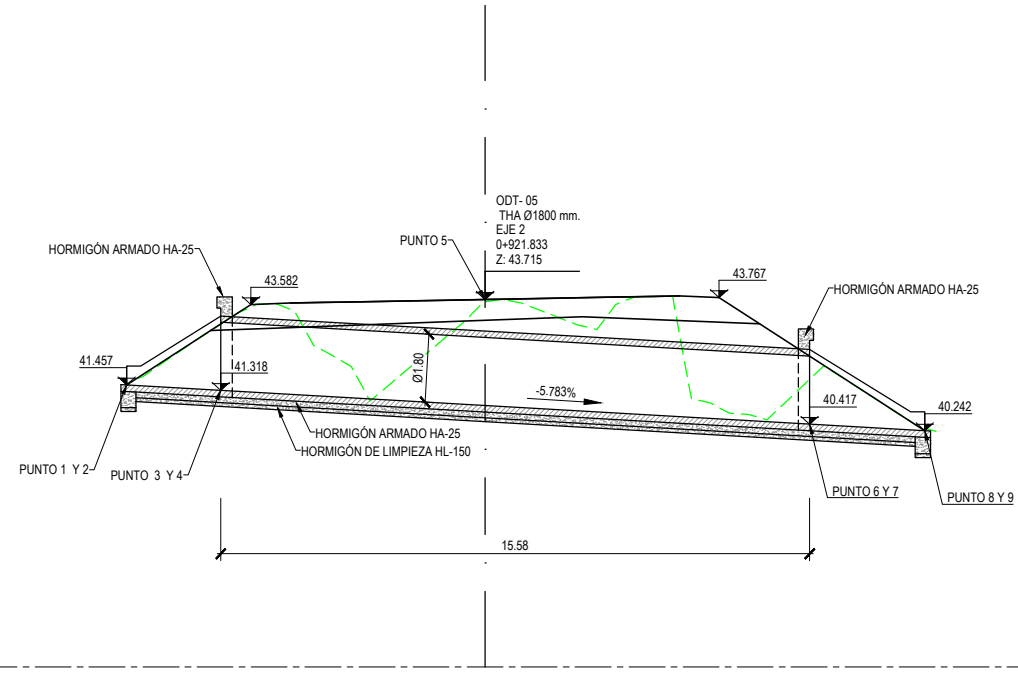 ODT- 05
THA Ø1800 mm.
EJE 2
0+921.833
Z: 43.715
PUNTO 5
HORMIGÓN ARMADO HA-25
43.582
43.767
HORMIGÓN ARMADO HA-25
41.457
41.318
Ø1.80
-5.783%
40.417
40.242
HORMIGÓN ARMADO HA-25
HORMIGÓN DE LIMPIEZA HL-150
PUNTO 1 Y 2
PUNTO 3 Y 4
PUNTO 6 Y 7
PUNTO 8 Y 9
15.58